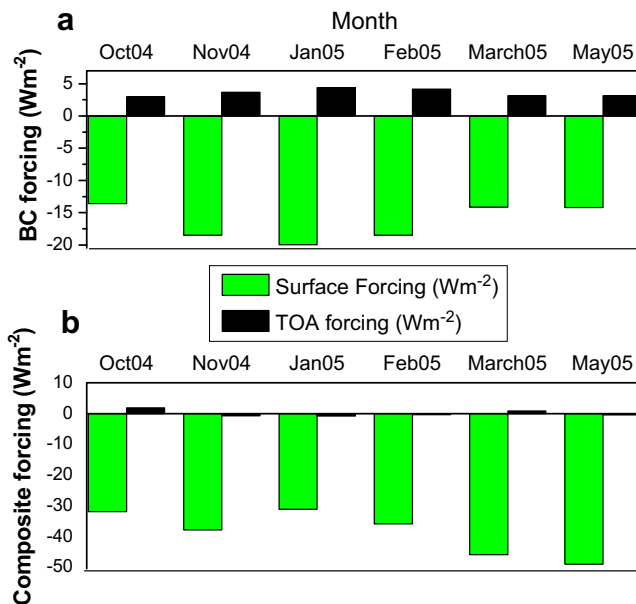 a Month
Oct04 Nov04 Jan05 Feb05 March05 May05
BC forcing (Wm-2)
5
0
-5
-10
-15
-20
Surface Forcing (Wm-2)
TOA forcing (Wm-2)
b
Oct04 Nov04 Jan05 Feb05 March05 May05
Composite forcing (Wm-2)
10
0
-10
-20
-30
-40
-50